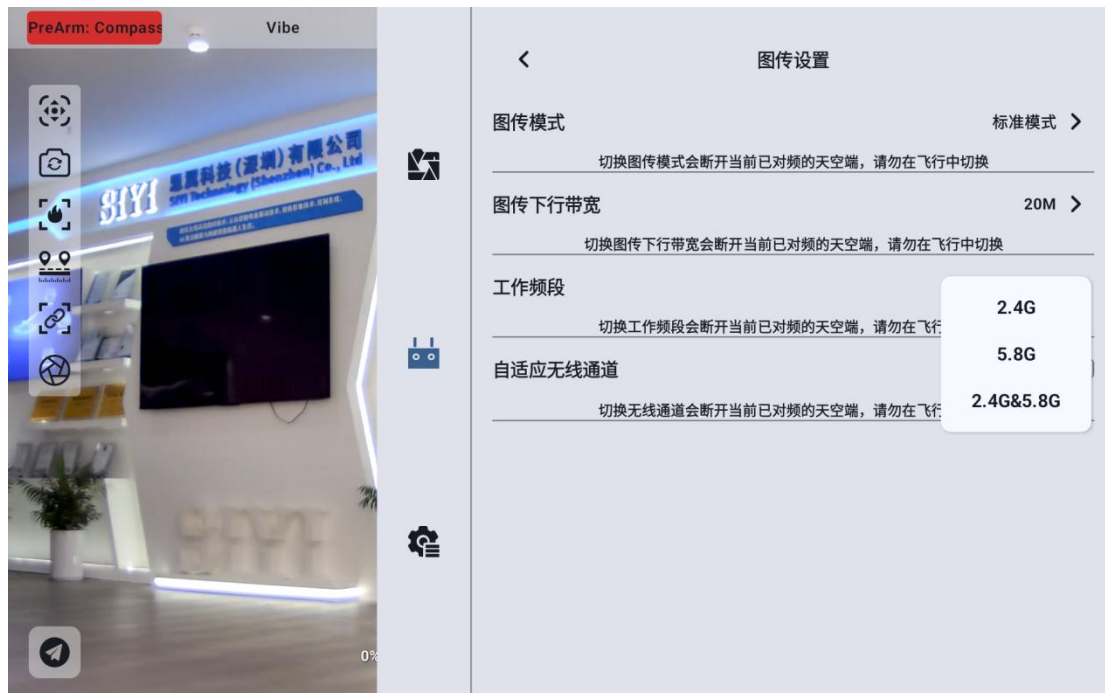 PreArm: Compass
Vibe
SIYI
思翼科技(深圳)有限公司
SIYI Technology (Shenzhen) Co., Ltd
SIYI
0%
图传设置
图传模式
标准模式
切换图传模式会断开当前已对频的天空端，请勿在飞行中切换
图传下行带宽
20M
切换图传下行带宽会断开当前已对频的天空端，请勿在飞行中切换
工作频段
切换工作频段会断开当前已对频的天空端，请勿在飞行
自适应无线通道
切换无线通道会断开当前已对频的天空端，请勿在飞行
2.4G
5.8G
2.4G&5.8G